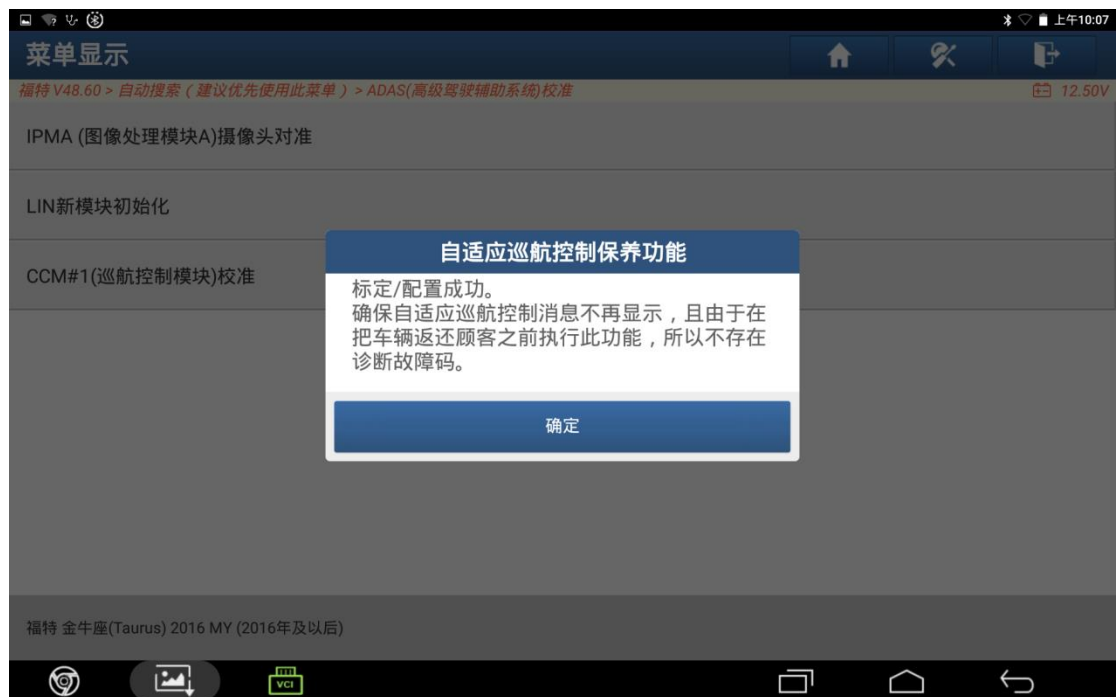 上午10:07
菜单显示
福特 V48.60 > 自动搜索（建议优先使用此菜单）> ADAS(高级驾驶辅助系统)校准
12.50V
IPMA (图像处理模块A)摄像头对准
LIN新模块初始化
CCM#1(巡航控制模块)校准
自适应巡航控制保养功能
标定/配置成功。
确保自适应巡航控制消息不再显示，且由于在
把车辆返还顾客之前执行此功能，所以不存在
诊断故障码。
确定
福特 金牛座(Taurus) 2016 MY (2016年及以后)
VCI